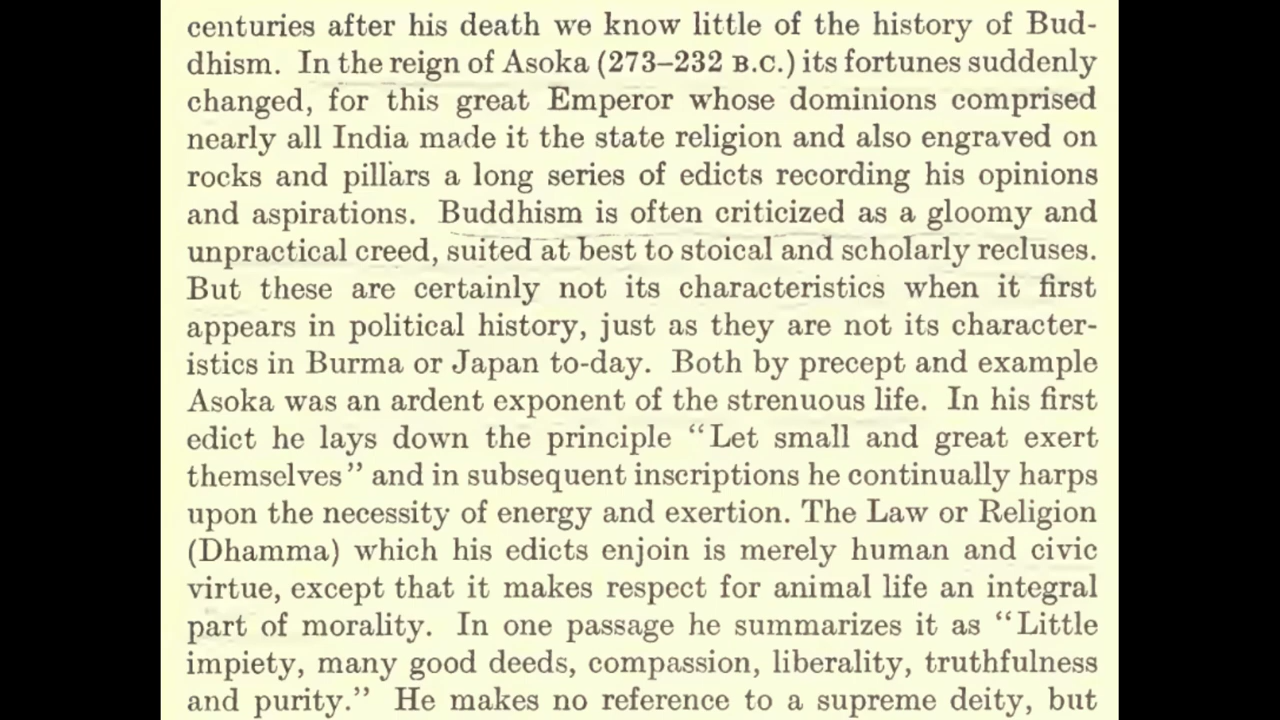 centuries after his death we know little of the history of Bud-
dhism. In the reign of Asoka (273–232 B.C.) its fortunes suddenly
changed, for this great Emperor whose dominions comprised
nearly all India made it the state religion and also engraved on
rocks and pillars a long series of edicts recording his opinions
and aspirations. Buddhism is often criticized as a gloomy and
unpractical creed, suited at best to stoical and scholarly recluses.
But these are certainly not its characteristics when it first
appears in political history, just as they are not its character-
istics in Burma or Japan to-day. Both by precept and example
Asoka was an ardent exponent of the strenuous life. In his first
edict he lays down the principle “Let small and great exert
themselves” and in subsequent inscriptions he continually harps
upon the necessity of energy and exertion. The Law or Religion
(Dhamma) which his edicts enjoin is merely human and civic
virtue, except that it makes respect for animal life an integral
part of morality. In one passage he summarizes it as “Little
impiety, many good deeds, compassion, liberality, truthfulness
and purity.” He makes no reference to a supreme deity, but